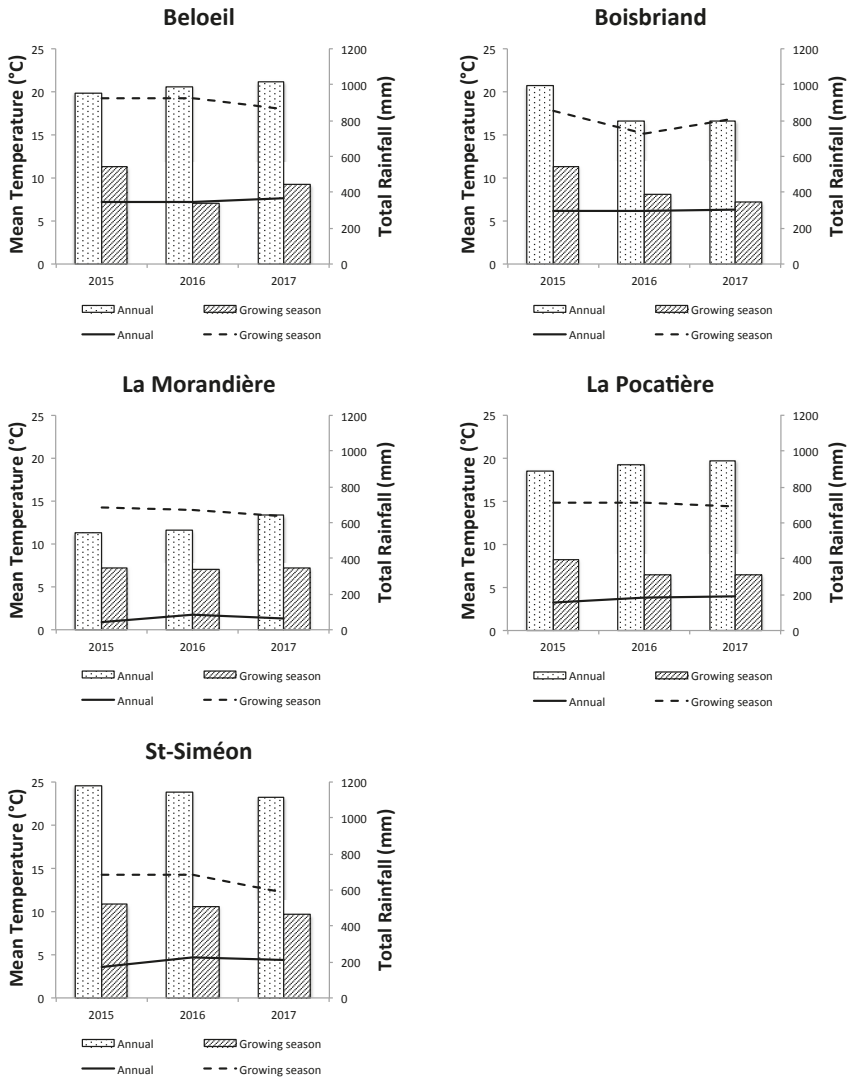 Beloeil
Mean Temperature (°C)
25
20
15
10
5
0
1200
1000
800
600
400
200
0
Total Rainfall (mm)
2015 2016 2017
Annual Growing season
Annual Growing season
Boisbriand
Mean Temperature (°C)
25
20
15
10
5
0
1200
1000
800
600
400
200
0
Total Rainfall (mm)
2015 2016 2017
Annual Growing season
Annual Growing season
La Morandière
Mean Temperature (°C)
25
20
15
10
5
0
1200
1000
800
600
400
200
0
Total Rainfall (mm)
2015 2016 2017
Annual Growing season
Annual Growing season
La Pocatière
Mean Temperature (°C)
25
20
15
10
5
0
1200
1000
800
600
400
200
0
Total Rainfall (mm)
2015 2016 2017
Annual Growing season
Annual Growing season
St-Siméon
Mean Temperature (°C)
25
20
15
10
5
0
1200
1000
800
600
400
200
0
Total Rainfall (mm)
2015 2016 2017
Annual Growing season
Annual Growing season